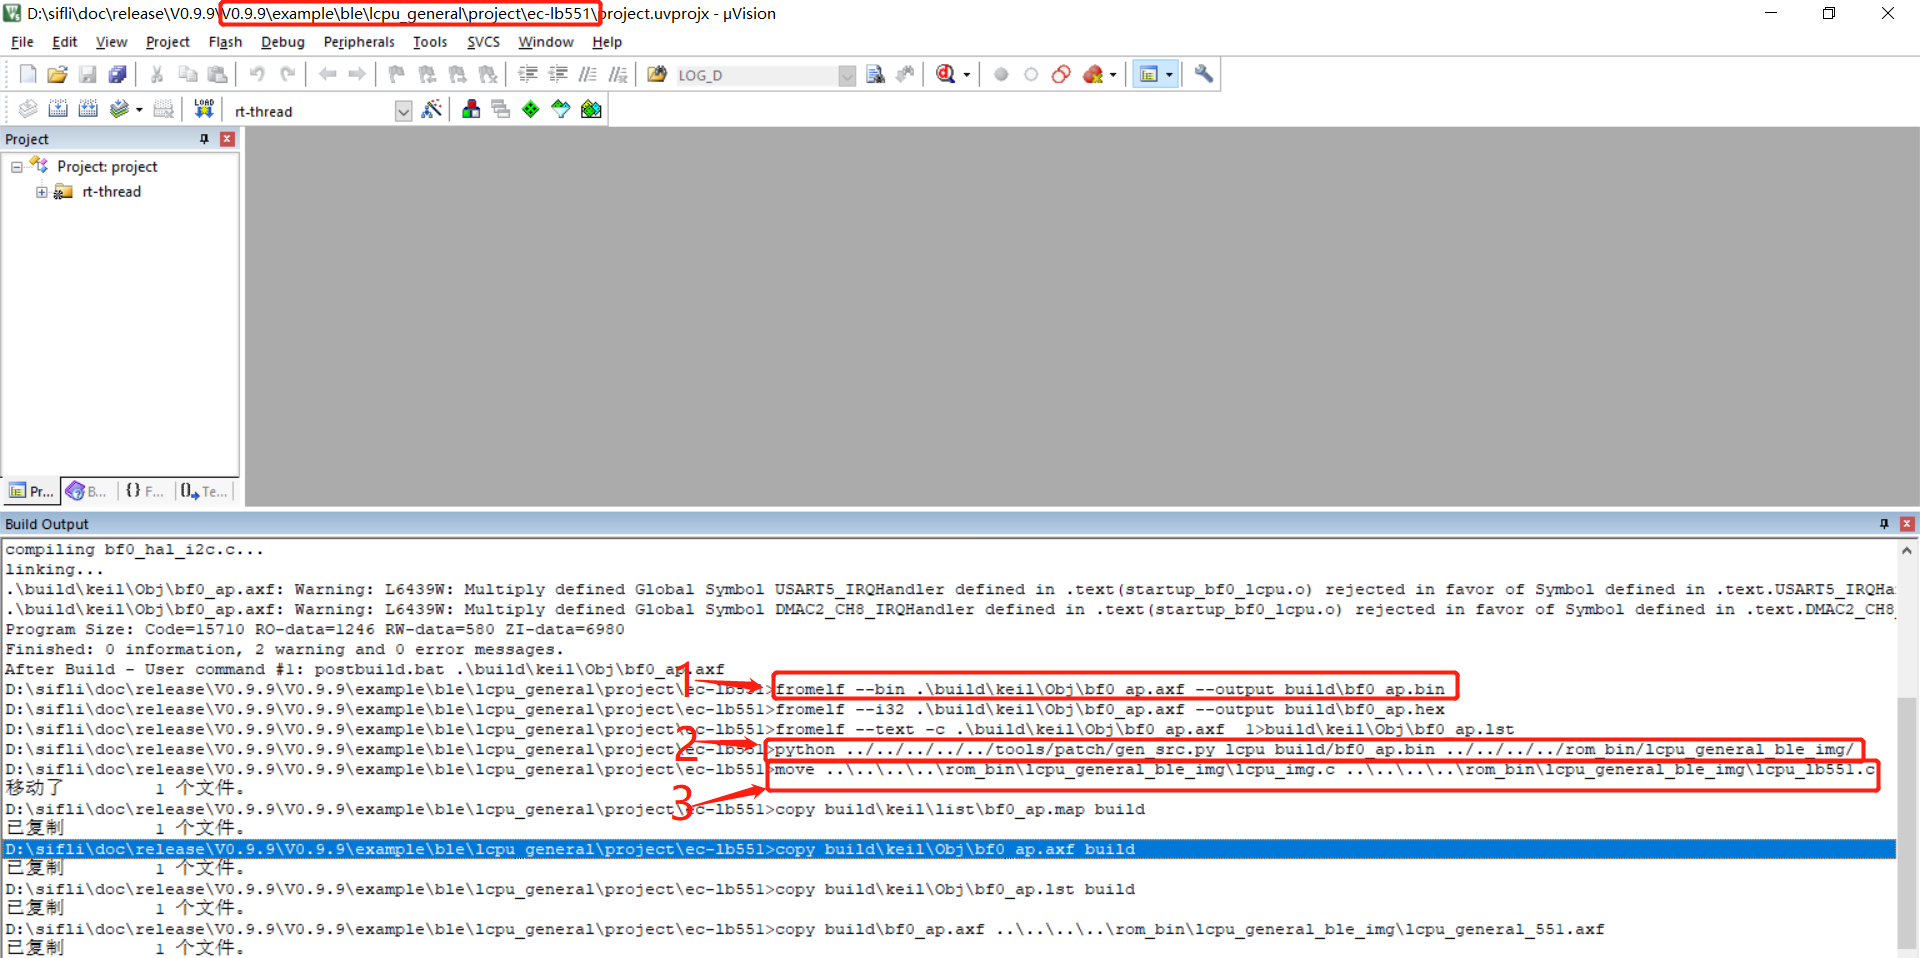 D:\sifli\doc\release\V0.9.9\V0.9.9\example\ble\lcpu_general\project\ec-lb551\project.uvprojx - µVision
File Edit View Project Flash Debug Peripherals Tools SVCS Window Help
LOG_D
LOAD
rt-thread
Project
Project: project
rt-thread
Pr... B... {} F... Te...
Build Output
compiling bf0_hal_i2c.c...
linking...
.\build\keil\Obj\bf0_ap.axf: Warning: L6439W: Multiply defined Global Symbol USART5_IRQHandler defined in .text(startup_bf0_lcpu.o) rejected in favor of Symbol defined in .text.USART5_IRQHa
.\build\keil\Obj\bf0_ap.axf: Warning: L6439W: Multiply defined Global Symbol DMAC2_CH8_IRQHandler defined in .text(startup_bf0_lcpu.o) rejected in favor of Symbol defined in .text.DMAC2_CH8_
Program Size: Code=15710 RO-data=1246 RW-data=580 ZI-data=6980
Finished: 0 information, 2 warning and 0 error messages.
After Build - User command #1: postbuild.bat .\build\keil\Obj\bf0_ap.axf
1
D:\sifli\doc\release\V0.9.9\V0.9.9\example\ble\lcpu_general\project\ec-lb551>fromelf --bin .\build\keil\Obj\bf0_ap.axf --output build\bf0_ap.bin
D:\sifli\doc\release\V0.9.9\V0.9.9\example\ble\lcpu_general\project\ec-lb551>fromelf --i32 .\build\keil\Obj\bf0_ap.axf --output build\bf0_ap.hex
D:\sifli\doc\release\V0.9.9\V0.9.9\example\ble\lcpu_general\project\ec-lb551>fromelf --text -c .\build\keil\Obj\bf0_ap.axf  1>build\keil\Obj\bf0_ap.lst
2
D:\sifli\doc\release\V0.9.9\V0.9.9\example\ble\lcpu_general\project\ec-lb551>python ../../../../../tools/patch/gen_src.py lcpu build/bf0_ap.bin ../../../../rom_bin/lcpu_general_ble_img/
D:\sifli\doc\release\V0.9.9\V0.9.9\example\ble\lcpu_general\project\ec-lb551>move ..\..\..\..\rom_bin\lcpu_general_ble_img\lcpu_img.c ..\..\..\..\rom_bin\lcpu_general_ble_img\lcpu_lb551.c
移动了         1 个文件。
3
D:\sifli\doc\release\V0.9.9\V0.9.9\example\ble\lcpu_general\project\ec-lb551>copy build\keil\list\bf0_ap.map build
已复制         1 个文件。
D:\sifli\doc\release\V0.9.9\V0.9.9\example\ble\lcpu_general\project\ec-lb551>copy build\keil\Obj\bf0_ap.axf build
已复制         1 个文件。
D:\sifli\doc\release\V0.9.9\V0.9.9\example\ble\lcpu_general\project\ec-lb551>copy build\keil\Obj\bf0_ap.lst build
已复制         1 个文件。
D:\sifli\doc\release\V0.9.9\V0.9.9\example\ble\lcpu_general\project\ec-lb551>copy build\bf0_ap.axf ..\..\..\..\rom_bin\lcpu_general_ble_img\lcpu_general_551.axf
已复制         1 个文件。